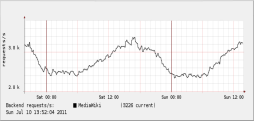 requests/s
3.0 k
2.0 k
Sat 00:00 Sat 12:00 Sun 00:00 Sun 12:00
Backend requests/s: MediaWiki (3226 current)
Sun Jul 10 13:52:04 2011